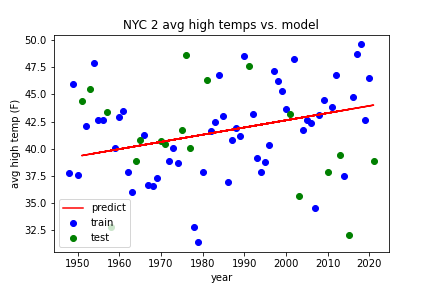 NYC 2 avg high temps vs. model
avg high temp (F)
50.0
47.5
45.0
42.5
40.0
37.5
35.0
32.5
predict
train
test
1950 1960 1970 1980 1990 2000 2010 2020
year